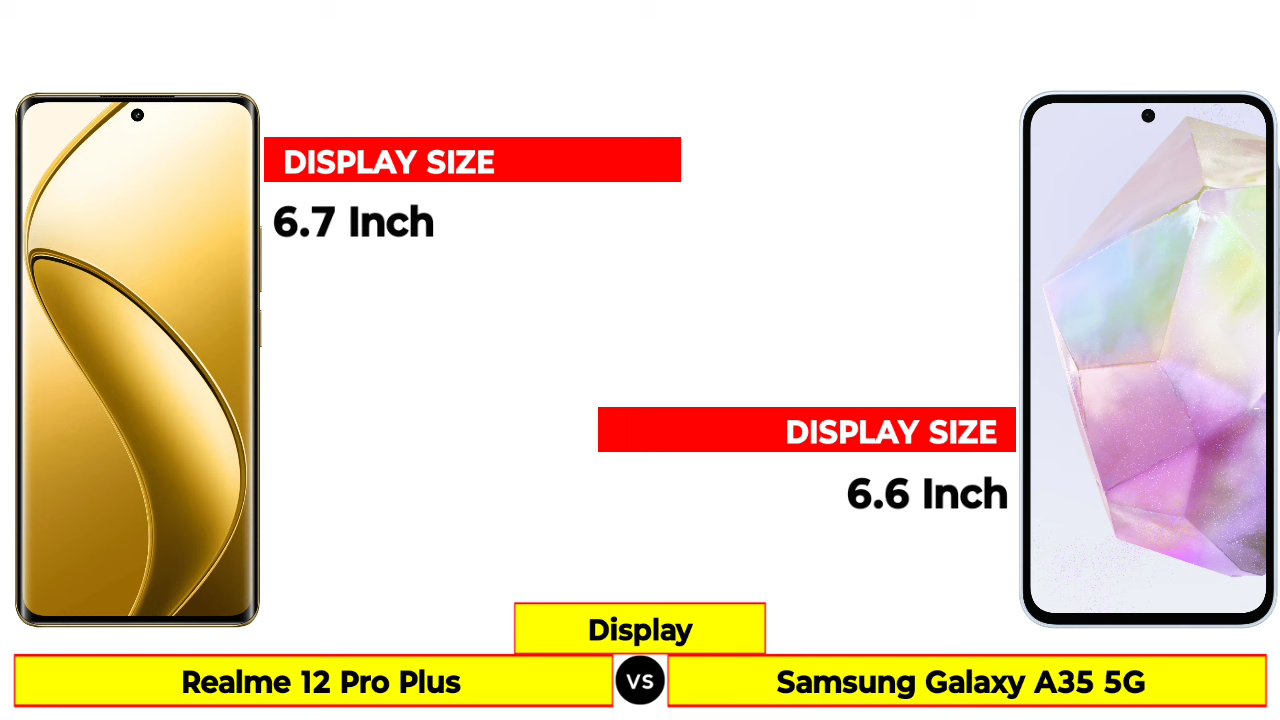 DISPLAY SIZE
6.7 Inch
DISPLAY SIZE
6.6 Inch
Display
Realme 12 Pro Plus
VS
Samsung Galaxy A35 5G